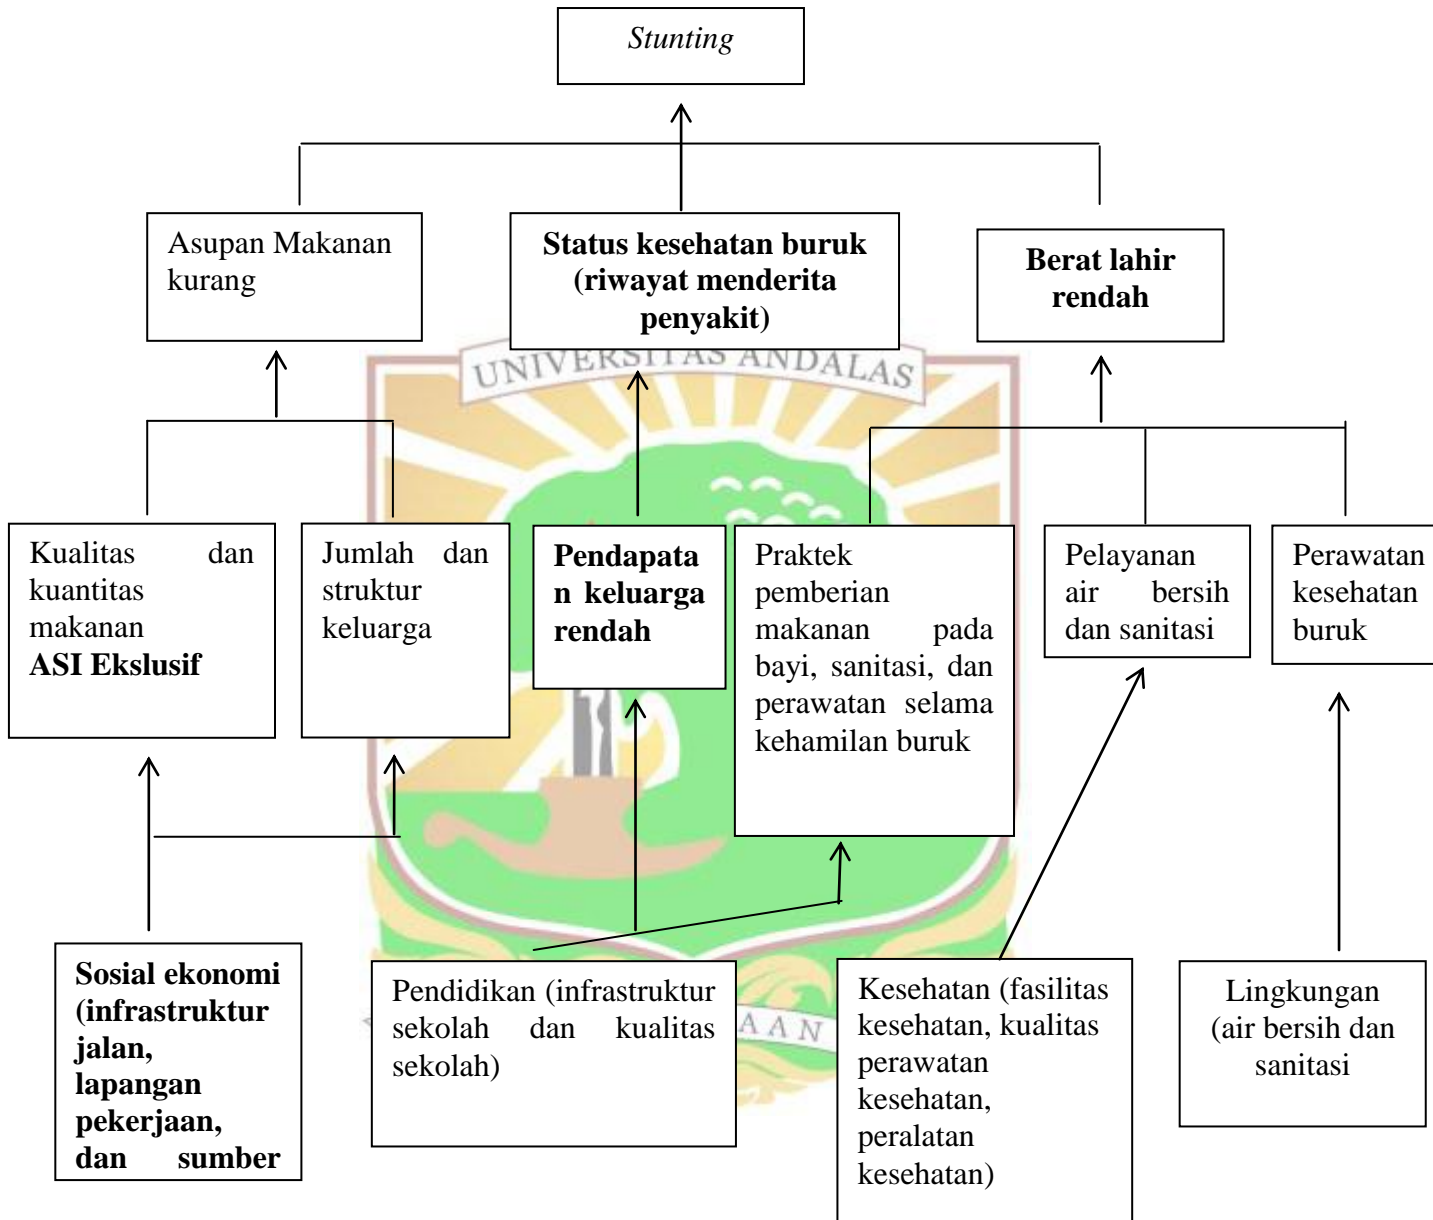 Stunting
Asupan Makanan
kurang
Status kesehatan buruk
(riwayat menderita
penyakit)
Berat lahir
rendah
UNIVERSITAS ANDALAS
Kualitas dan
kuantitas
makanan
ASI Ekslusif
Jumlah dan
struktur
keluarga
Pendapata
n keluarga
rendah
Praktek
pemberian
makanan pada
bayi, sanitasi, dan
perawatan selama
kehamilan buruk
Pelayanan
air bersih
dan sanitasi
Perawatan
kesehatan
buruk
Sosial ekonomi
(infrastruktur
jalan,
lapangan
pekerjaan,
dan sumber
Pendidikan (infrastruktur
sekolah dan kualitas
sekolah)
Kesehatan (fasilitas
kesehatan, kualitas
perawatan
kesehatan,
peralatan
kesehatan)
Lingkungan
(air bersih dan
sanitasi